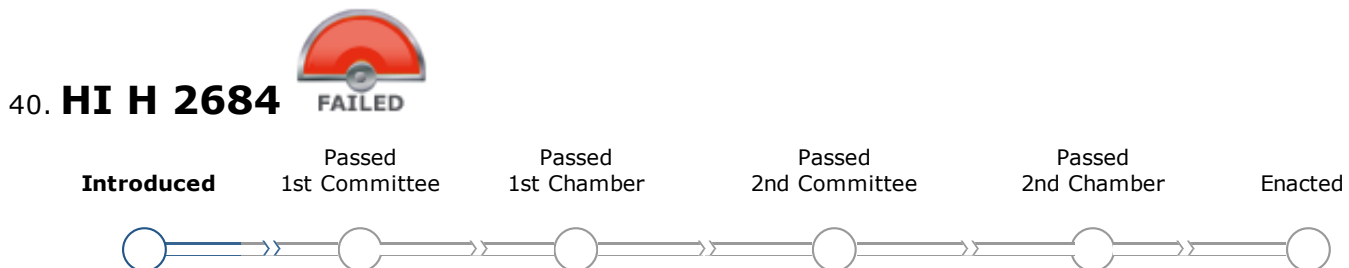 40. HI H 2684
FAILED
Introduced
Passed
1st Committee
Passed
1st Chamber
Passed
2nd Committee
Passed
2nd Chamber
Enacted